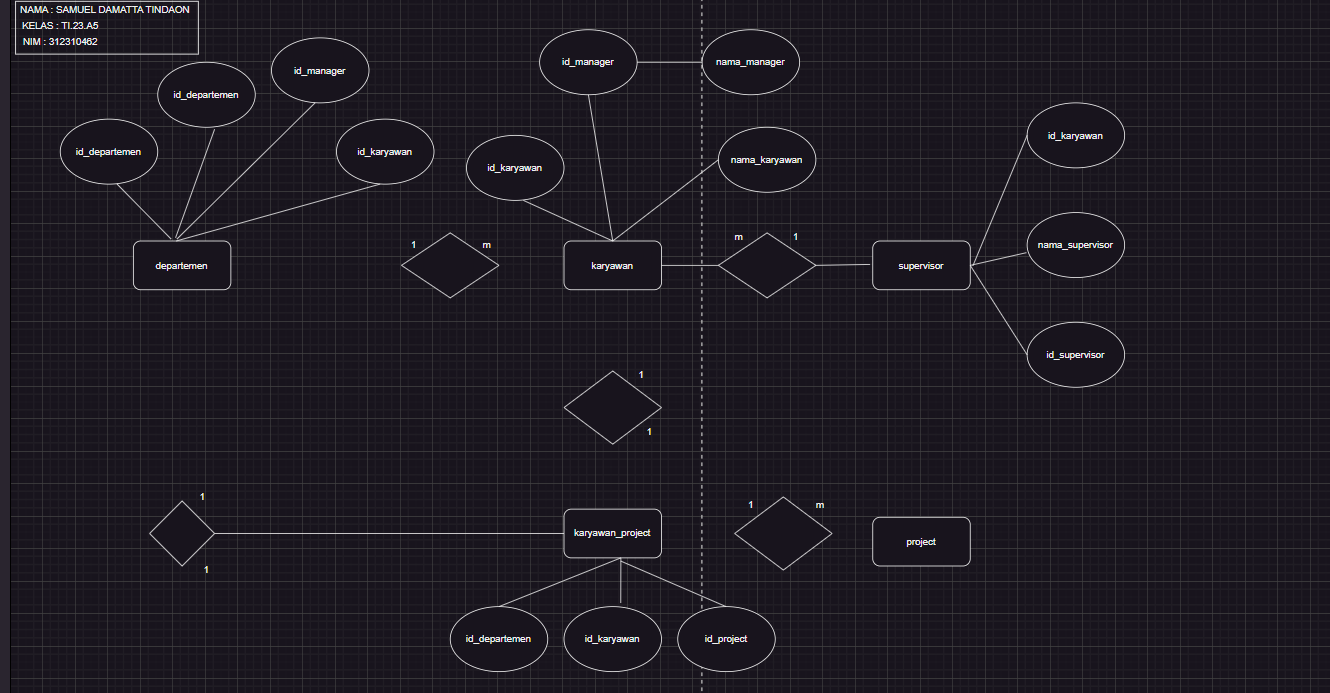 NAMA : SAMUEL DAMATTA TINDAON
KELAS : TI.23.A5
NIM : 312310462
id_manager
nama_manager
id_manager
id_departemen
id_karyawan
id_departemen
id_karyawan
nama_karyawan
id_karyawan
1
m
m
1
nama_supervisor
departemen
karyawan
supervisor
id_supervisor
1
1
1
1
m
karyawan_project
project
1
id_departemen
id_karyawan
id_project